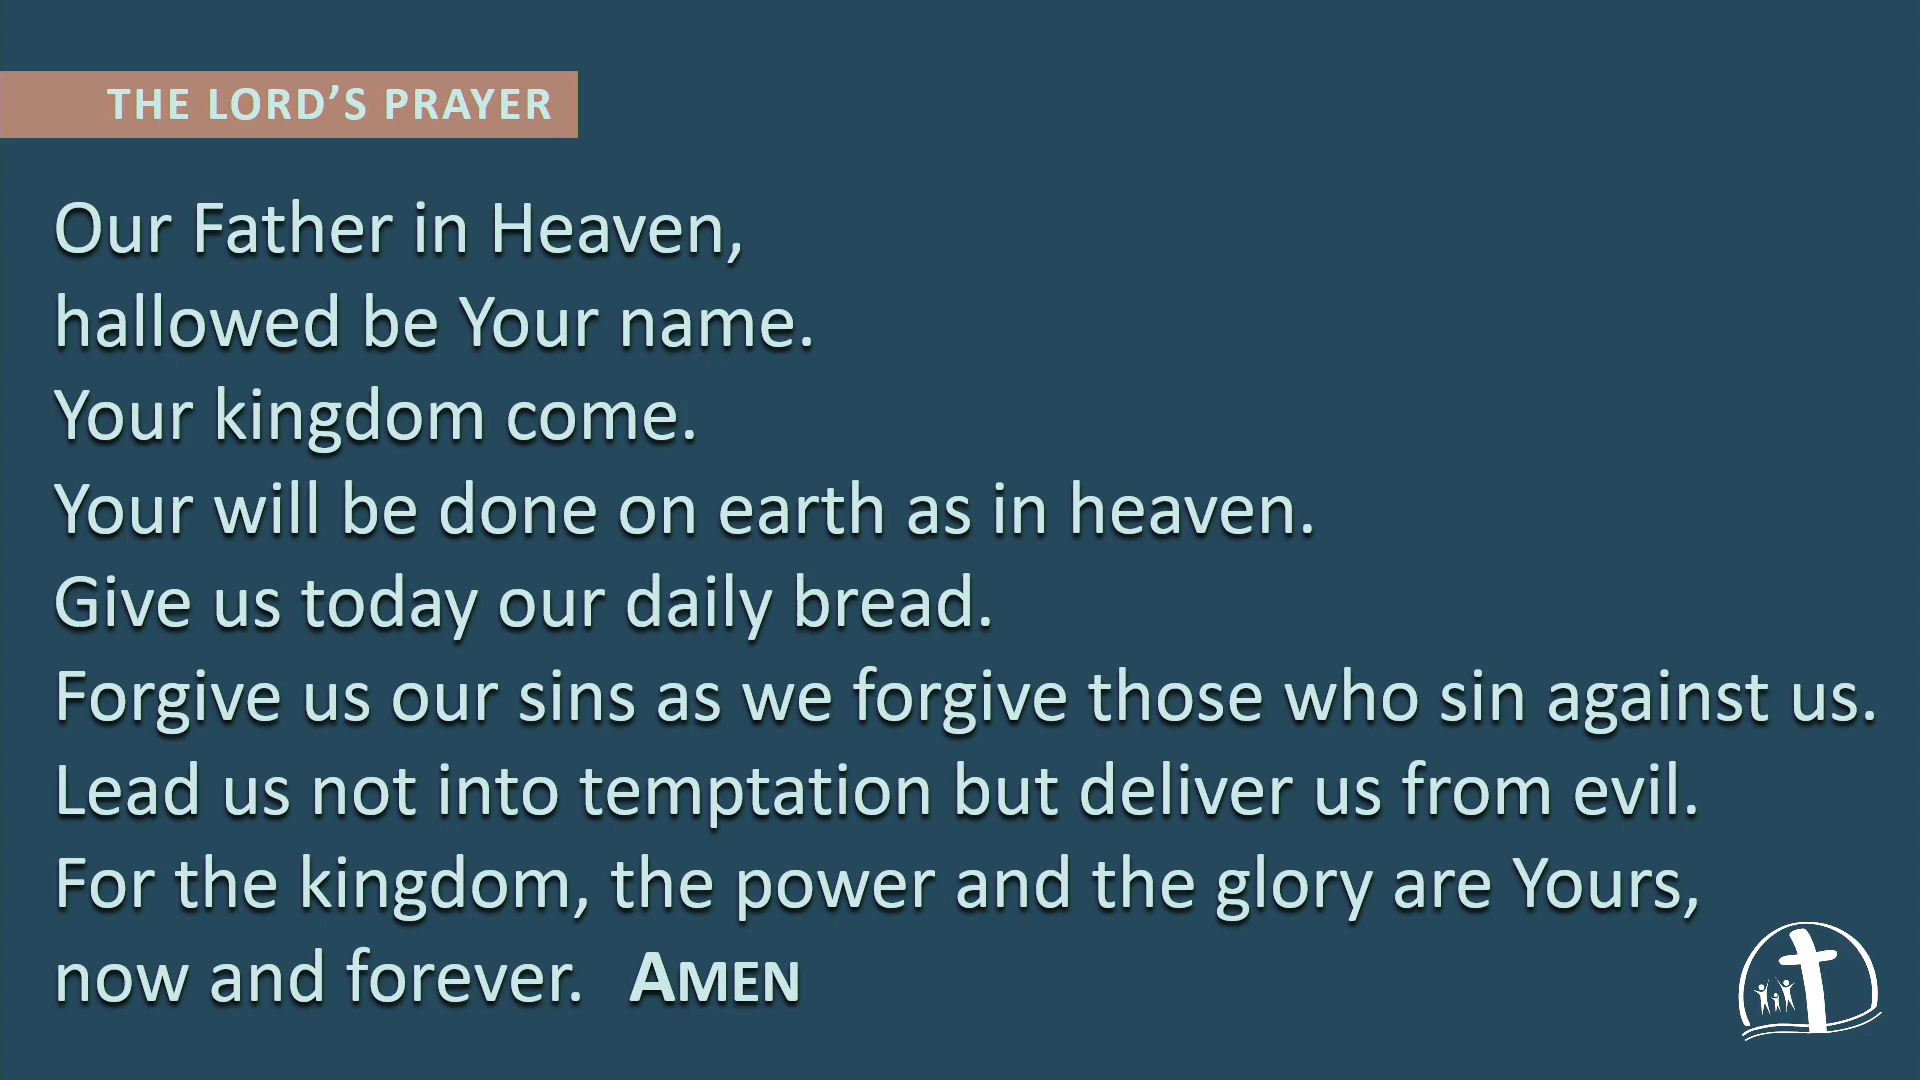 THE LORD’S PRAYER
Our Father in Heaven,
hallowed be Your name.
Your kingdom come.
Your will be done on earth as in heaven.
Give us today our daily bread.
Forgive us our sins as we forgive those who sin against us.
Lead us not into temptation but deliver us from evil.
For the kingdom, the power and the glory are Yours,
now and forever. AMEN